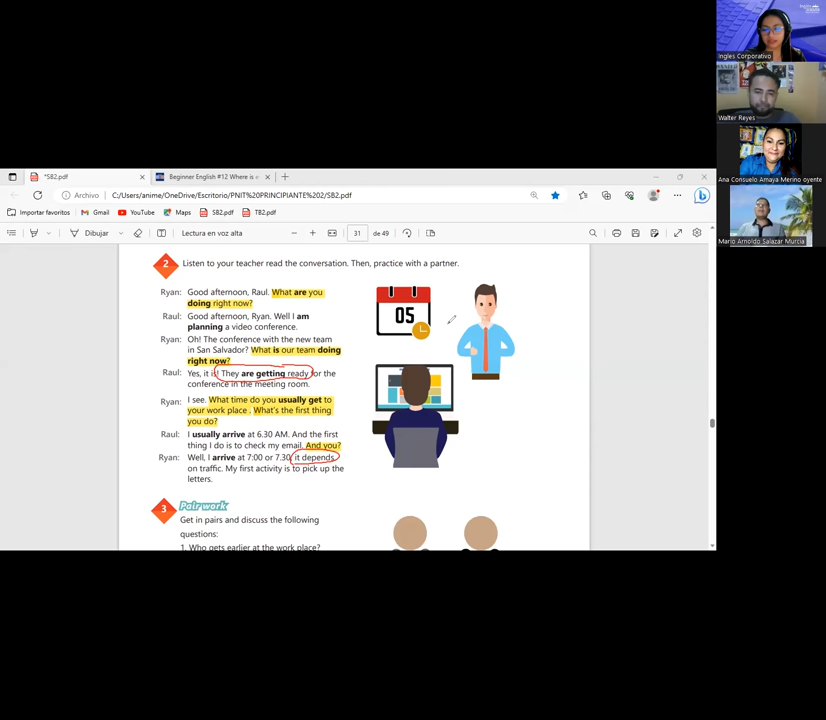 Ingles Corporativo
Walter Reyes
Ana Consuelo Amaya Merino oyente
Mario Arnoldo Salazar Murcia
*SB2.pdf
Beginner English #12 Where is
Archivo
C:/Users/anime/OneDrive/Escritorio/PNIT%20PRINCIPIANTE%202/SB2.pdf
Importar favoritos
Gmail
YouTube
Maps
SB2.pdf
TB2.pdf
Dibujar
Lectura en voz alta
31
de 49
2 Listen to your teacher read the conversation. Then, practice with a partner.
Ryan: Good afternoon, Raul. What are you
doing right now?
Raul: Good afternoon, Ryan. Well I am
planning a video conference.
Ryan: Oh! The conference with the new team
in San Salvador? What is our team doing
right now?
Raul: Yes, it is! They are getting ready for the
conference in the meeting room.
Ryan: I see. What time do you usually get to
your work place . What's the first thing
you do?
Raul: I usually arrive at 6.30 AM. And the first
thing I do is to check my email. And you?
Ryan: Well, I arrive at 7:00 or 7.30 it depends
on traffic. My first activity is to pick up the
letters.
05
3 Pair work
Get in pairs and discuss the following
questions:
1. Who gets earlier at the work place?